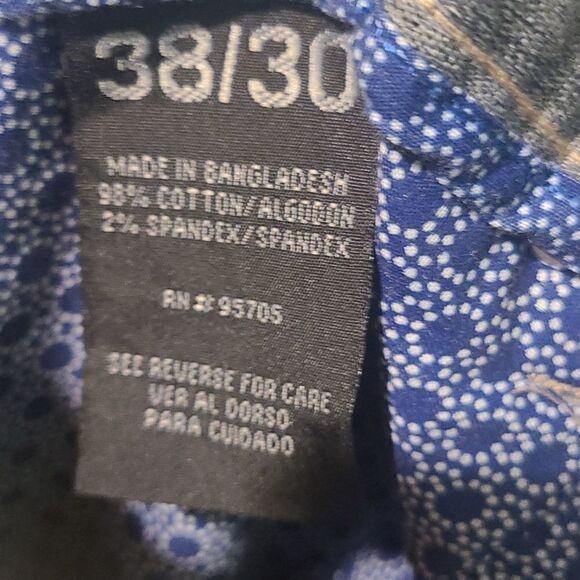 38/30
MADE IN BANGLADESH
98% COTTON/ALGODON
2% SPANDEX/SPANDEX
RN # 95705
SEE REVERSE FOR CARE
VER AL DORSO
PARA CUIDADO